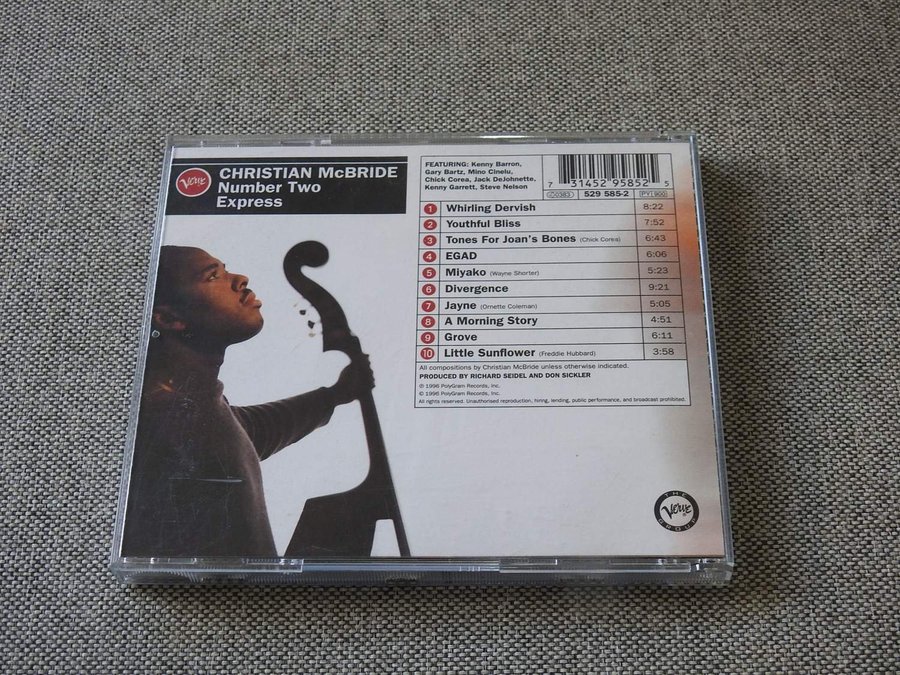 Verve
CHRISTIAN McBRIDE
Number Two
Express
FEATURING: Kenny Barron,
Gary Bartz, Mino Cinelu,
Chick Corea, Jack DeJohnette,
Kenny Garrett, Steve Nelson
7 31452 95852 5
529 585-2
PY 900
1 Whirling Dervish 8:22
2 Youthful Bliss 7:52
3 Tones For Joan's Bones (Chick Corea) 6:43
4 EGAD 6:06
5 Miyako (Wayne Shorter) 5:23
6 Divergence 9:21
7 Jayne (Ornette Coleman) 5:05
8 A Morning Story 4:51
9 Grove 6:11
10 Little Sunflower (Freddie Hubbard) 3:58
All compositions by Christian McBride unless otherwise indicated.
PRODUCED BY RICHARD SEIDEL AND DON SICKLER
℗ 1996 PolyGram Records, Inc.
© 1996 PolyGram Records, Inc.
All rights reserved. Unauthorised reproduction, hiring, lending, public performance, and broadcast prohibited.
THE
Verve
GROUP